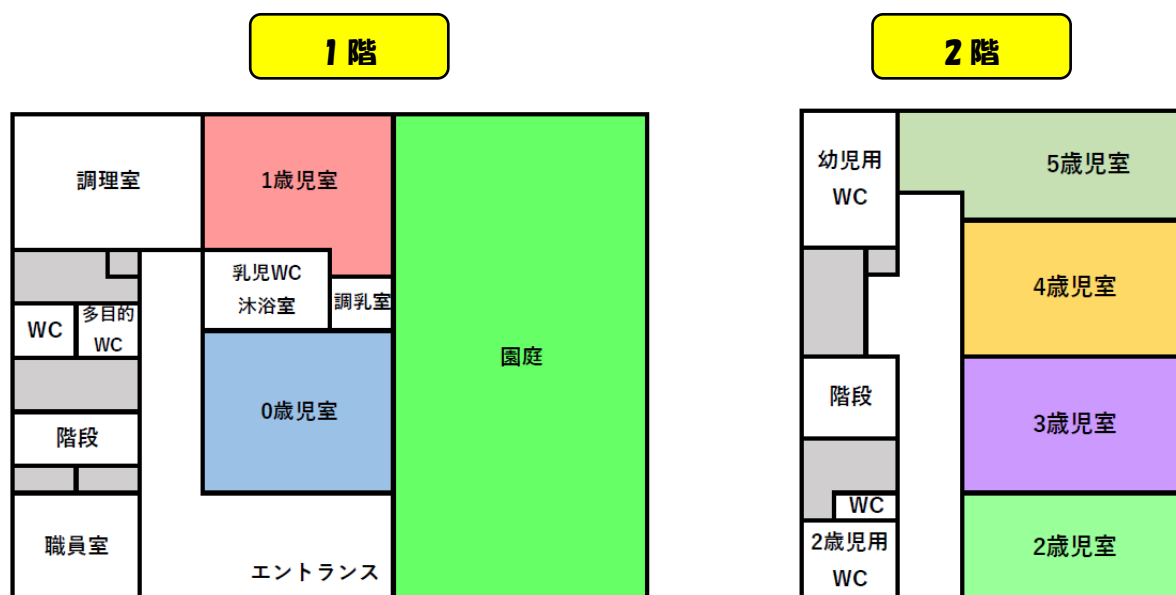 1階
調理室
1歳児室
乳児WC
沐浴室
調乳室
WC
多目的
WC
園庭
0歳児室
階段
職員室
エントランス
2階
幼児用
WC
5歳児室
4歳児室
階段
3歳児室
WC
2歳児用
WC
2歳児室